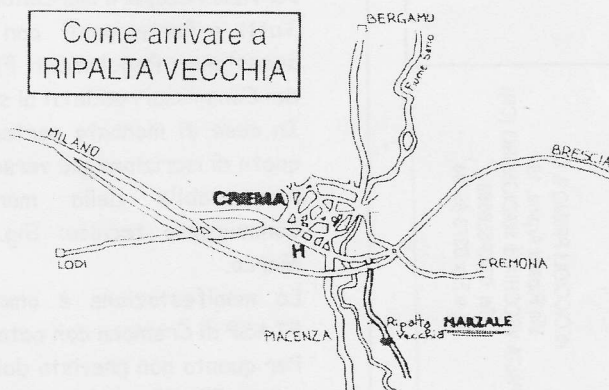 Come arrivare a
RIPALTA VECCHIA
BERGAMO
Fiume Serio
MILANO
BRESCIA
CREMA
H
LODI
CREMONA
PIACENZA
Ripalta
Vecchia
MARZALE